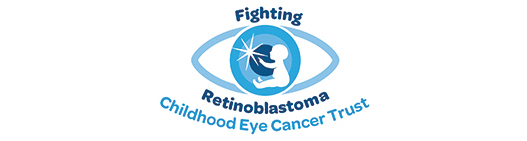 Fighting
Retinoblastoma
Childhood Eye Cancer Trust